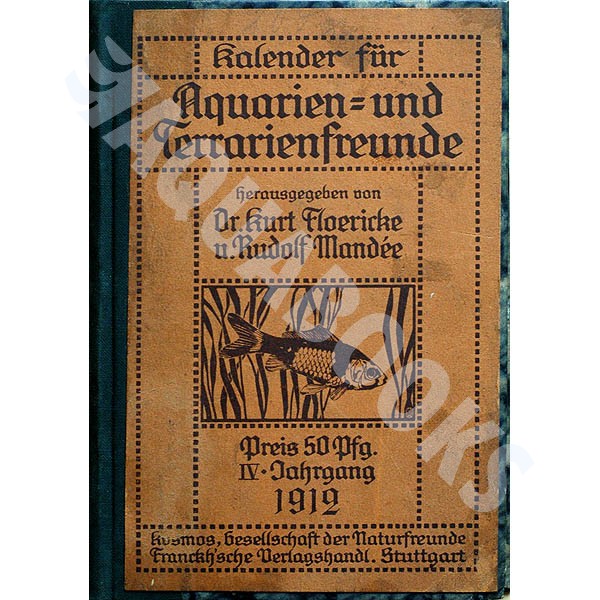 Kalender für
Aquarien= und
Terrarienfreunde
herausgegeben von
Dr. Kurt Floericke
u. Rudolf Mandée
Preis 50 Pfg.
IV. Jahrgang
1912
Kosmos, Gesellschaft der Naturfreunde
Franckh'sche Verlagshandl. Stuttgart
AQUABOOKS